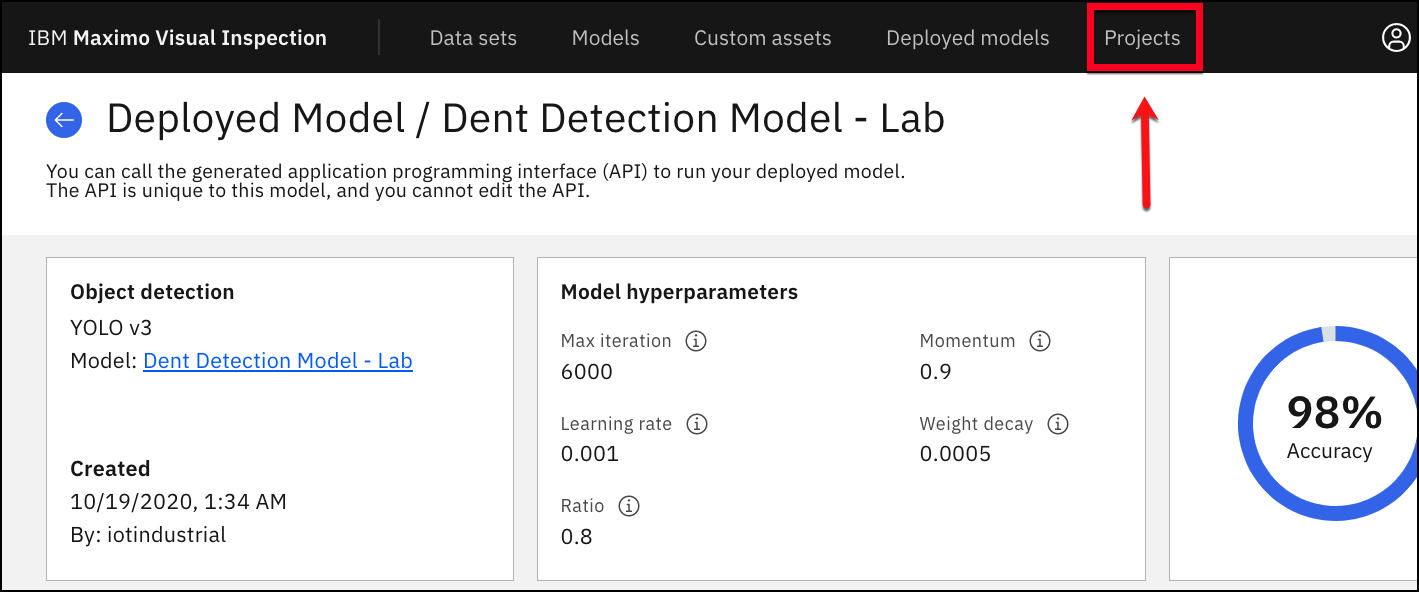 IBM Maximo Visual Inspection
Data sets
Models
Custom assets
Deployed models
Projects
Deployed Model / Dent Detection Model - Lab
You can call the generated application programming interface (API) to run your deployed model.
The API is unique to this model, and you cannot edit the API.
Object detection
YOLO v3
Model: Dent Detection Model - Lab
Created
10/19/2020, 1:34 AM
By: iotindustrial
Model hyperparameters
Max iteration
6000
Momentum
0.9
Learning rate
0.001
Weight decay
0.0005
Ratio
0.8
98%
Accuracy